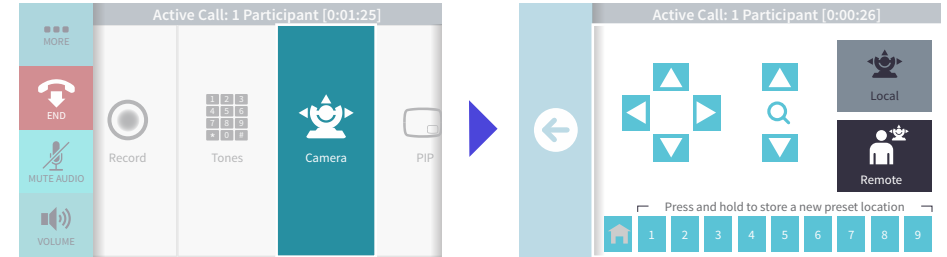 Active Call: 1 Participant [0:01:25]
MORE
END
MUTE AUDIO
VOLUME
Record
1 2 3
4 5 6
7 8 9
* 0 #
Tones
Camera
PIP
Active Call: 1 Participant [0:00:26]
Local
Remote
Press and hold to store a new preset location
1 2 3 4 5 6 7 8 9